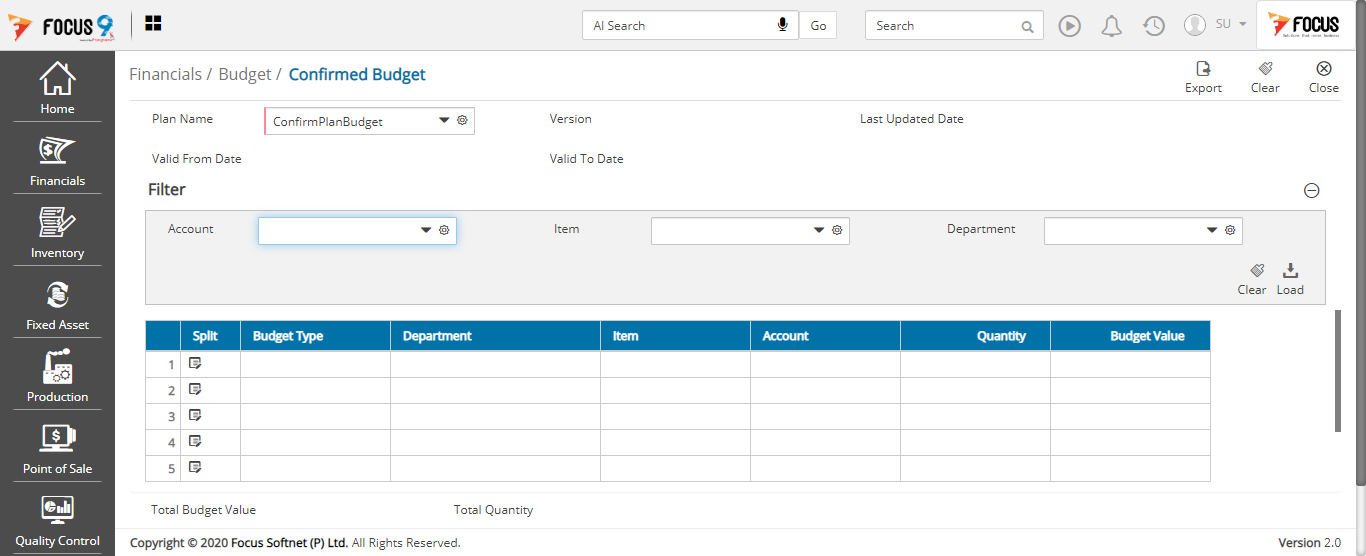 FOCUS 9
AI Search
Go
Search
SU
FOCUS
Financials / Budget / Confirmed Budget
Export
Clear
Close
Home
Financials
Inventory
Fixed Asset
Production
Point of Sale
Quality Control
Plan Name
ConfirmPlanBudget
Version
Last Updated Date
Valid From Date
Valid To Date
Filter
Account
Item
Department
Clear
Load
Split Budget Type Department Item Account Quantity Budget Value
1
2
3
4
5
Total Budget Value
Total Quantity
Copyright © 2020 Focus Softnet (P) Ltd. All Rights Reserved.
Version 2.0